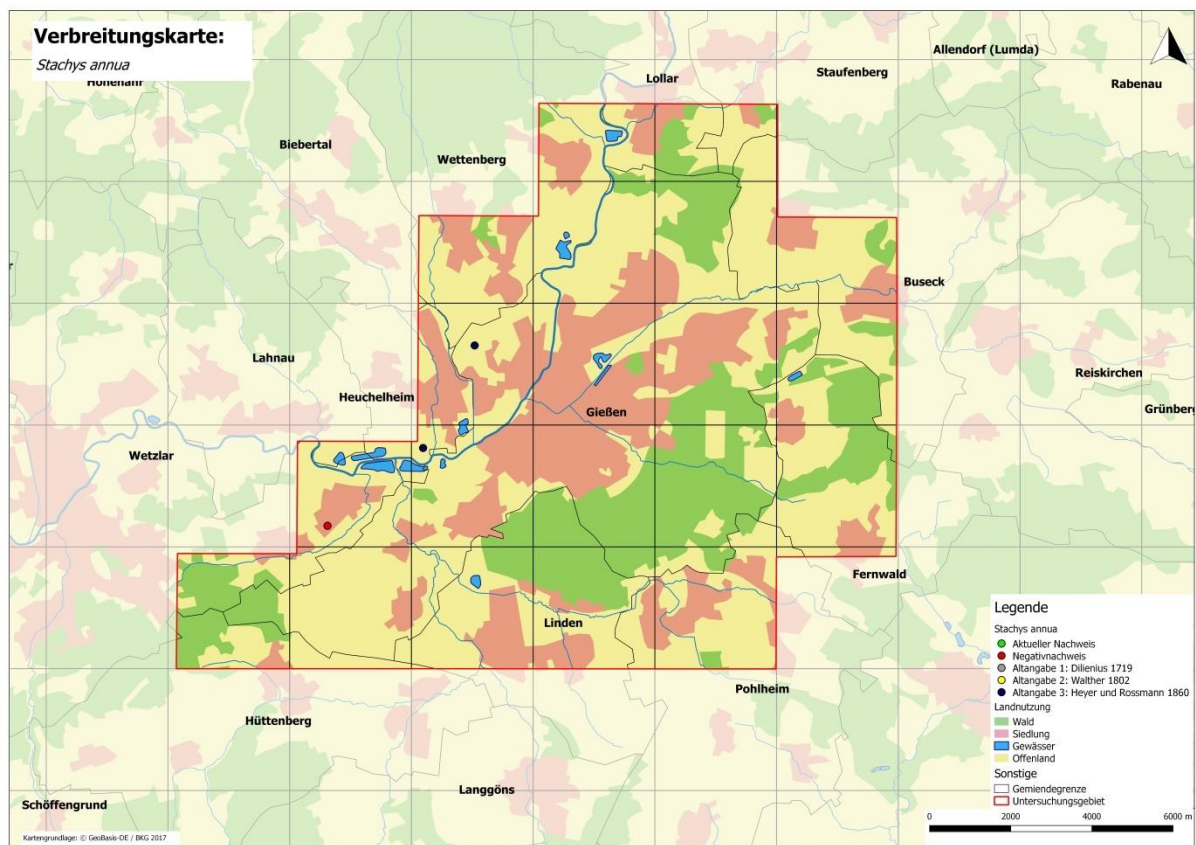 Verbreitungskarte:
Stachys annua
Hohenahr
Allendorf (Lumda)
Lollar
Staufenberg
Rabenau
Biebertal
Wettenberg
Buseck
Lahnau
Reiskirchen
Heuchelheim
Grünberg
Gießen
Wetzlar
Fernwald
Linden
Pohlheim
Hüttenberg
Langgöns
Schöffengrund
Legende
Stachys annua
Aktueller Nachweis
Negativnachweis
Altangabe 1: Dillenius 1719
Altangabe 2: Walther 1802
Altangabe 3: Heyer und Rossmann 1860
Landnutzung
Wald
Siedlung
Gewässer
Offenland
Sonstige
Gemiendegrenze
Untersuchungsgebiet
0 2000 4000 6000 m
Kartengrundlage: © GeoBasis-DE / BKG 2017